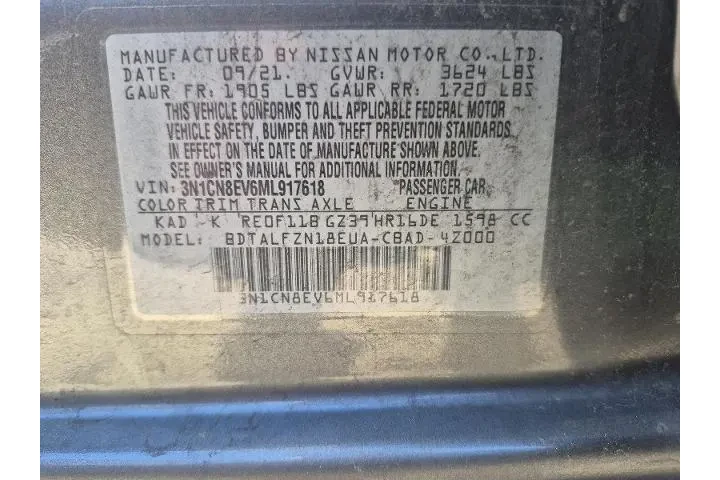 MANUFACTURED BY NISSAN MOTOR CO., LTD.
DATE: 09/21. GVWR: 3624 LBS
GAWR FR: 1905 LBS GAWR RR: 1720 LBS
THIS VEHICLE CONFORMS TO ALL APPLICABLE FEDERAL MOTOR
VEHICLE SAFETY, BUMPER AND THEFT PREVENTION STANDARDS
IN EFFECT ON THE DATE OF MANUFACTURE SHOWN ABOVE.
SEE OWNER'S MANUAL FOR ADDITIONAL INFORMATION.
VIN: 3N1CN8EV6ML917618 PASSENGER CAR
COLOR TRIM TRANS AXLE ENGINE
KAD K RE0F11B GZ39 HR16DE 1598 CC
MODEL: BDTALFZN18EUA-CBAD-4Z000
3N1CN8EV6ML917618